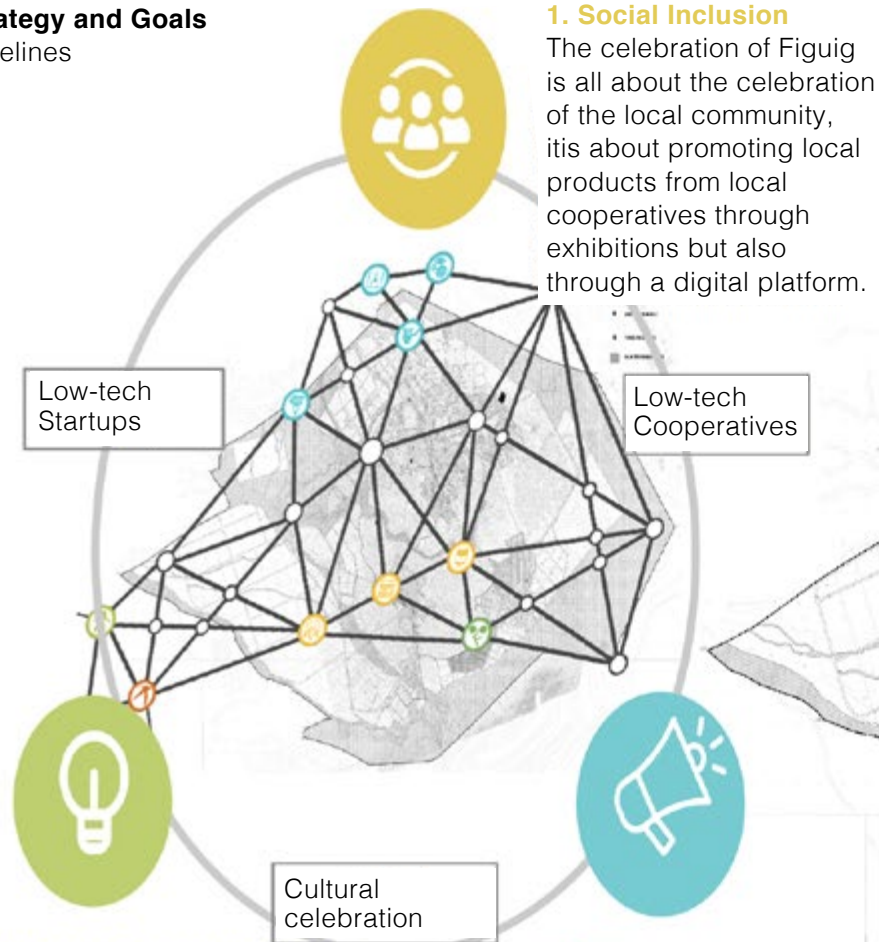 ategy and Goals
elines
1. Social Inclusion
The celebration of Figuig
is all about the celebration
of the local community,
itis about promoting local
products from local
cooperatives through
exhibitions but also
through a digital platform.
Low-tech
Startups
Low-tech
Cooperatives
Cultural
celebration